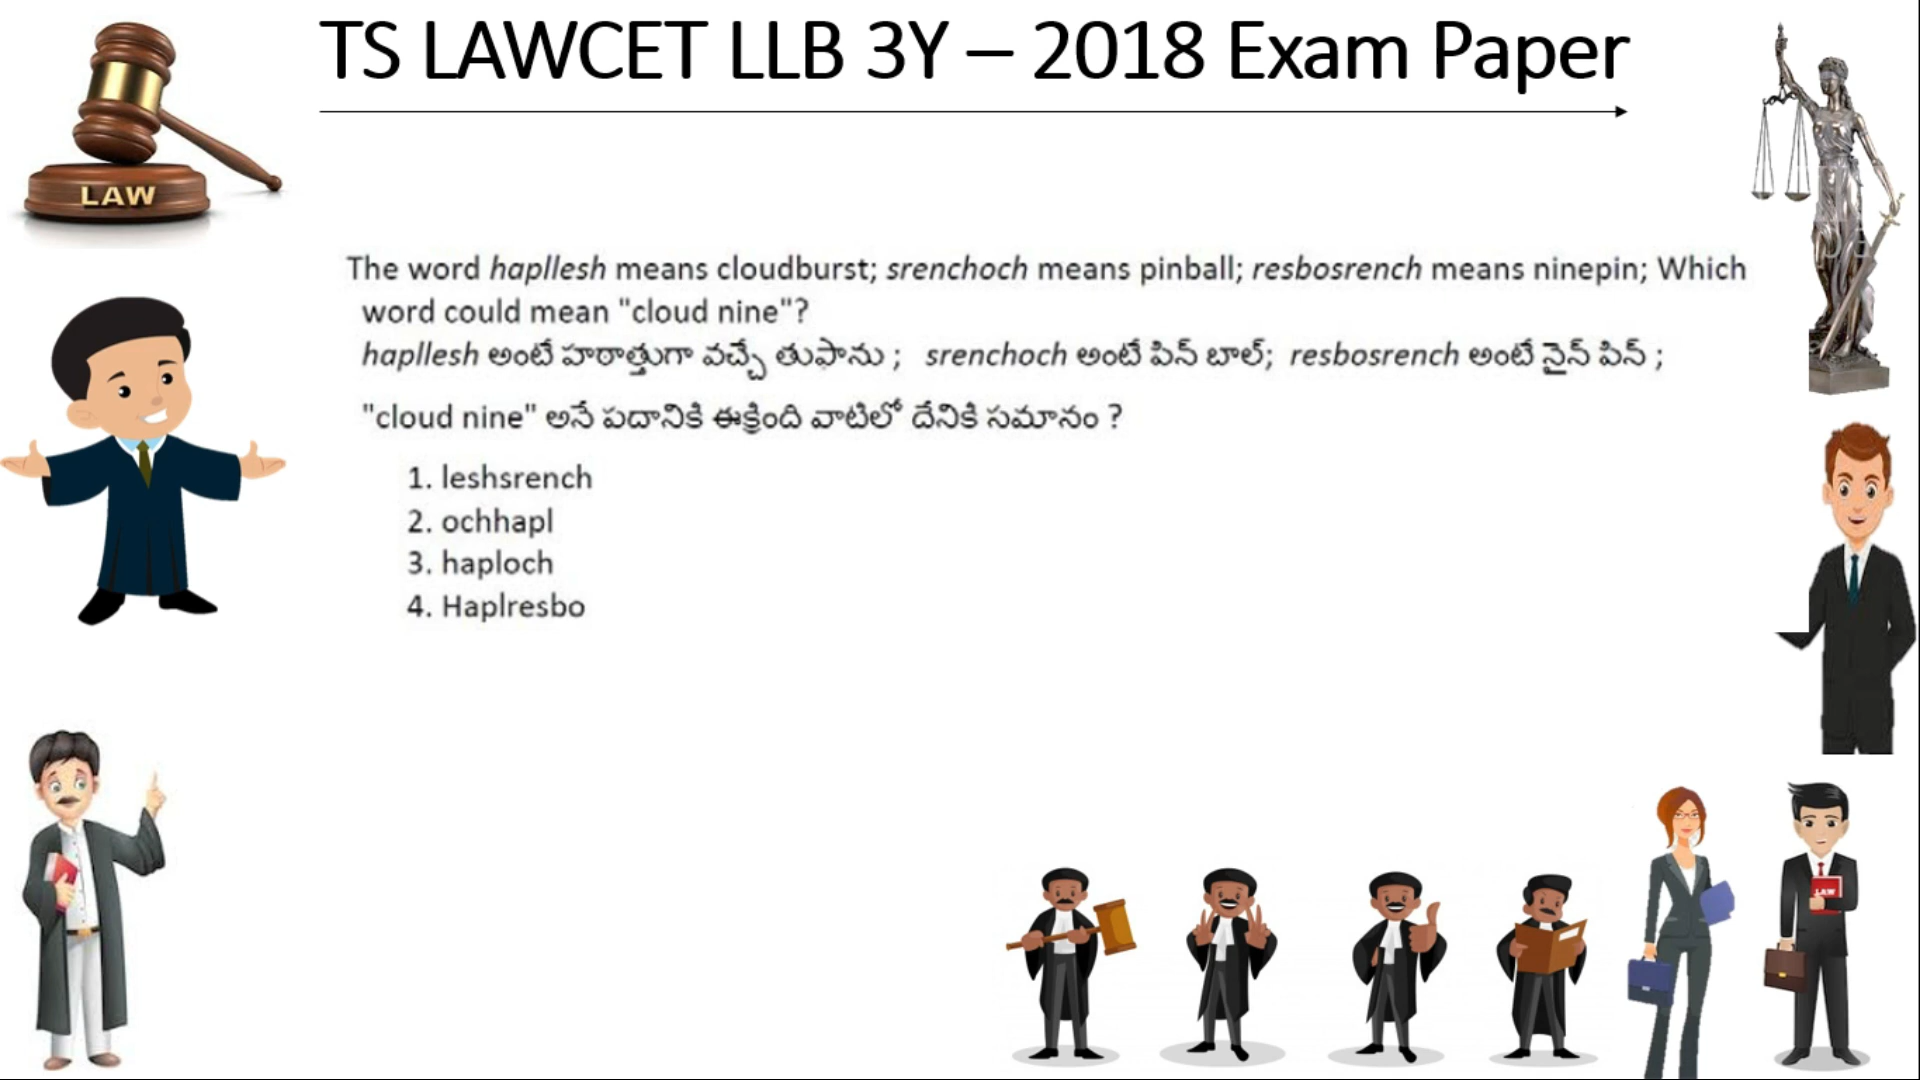 TS LAWCET LLB 3Y – 2018 Exam Paper
LAW
The word hapllesh means cloudburst; srenchoch means pinball; resbosrench means ninepin; Which
word could mean "cloud nine"?
hapllesh అంటే హఠాత్తుగా వచ్చే తుఫాను ; srenchoch అంటే పిన్ బాల్; resbosrench అంటే నైన్ పిన్ ;
"cloud nine" అనే పదానికి ఈక్రింది వాటిలో దేనికి సమానం ?
1. leshsrench
2. ochhapl
3. haploch
4. Haplresbo
LAW